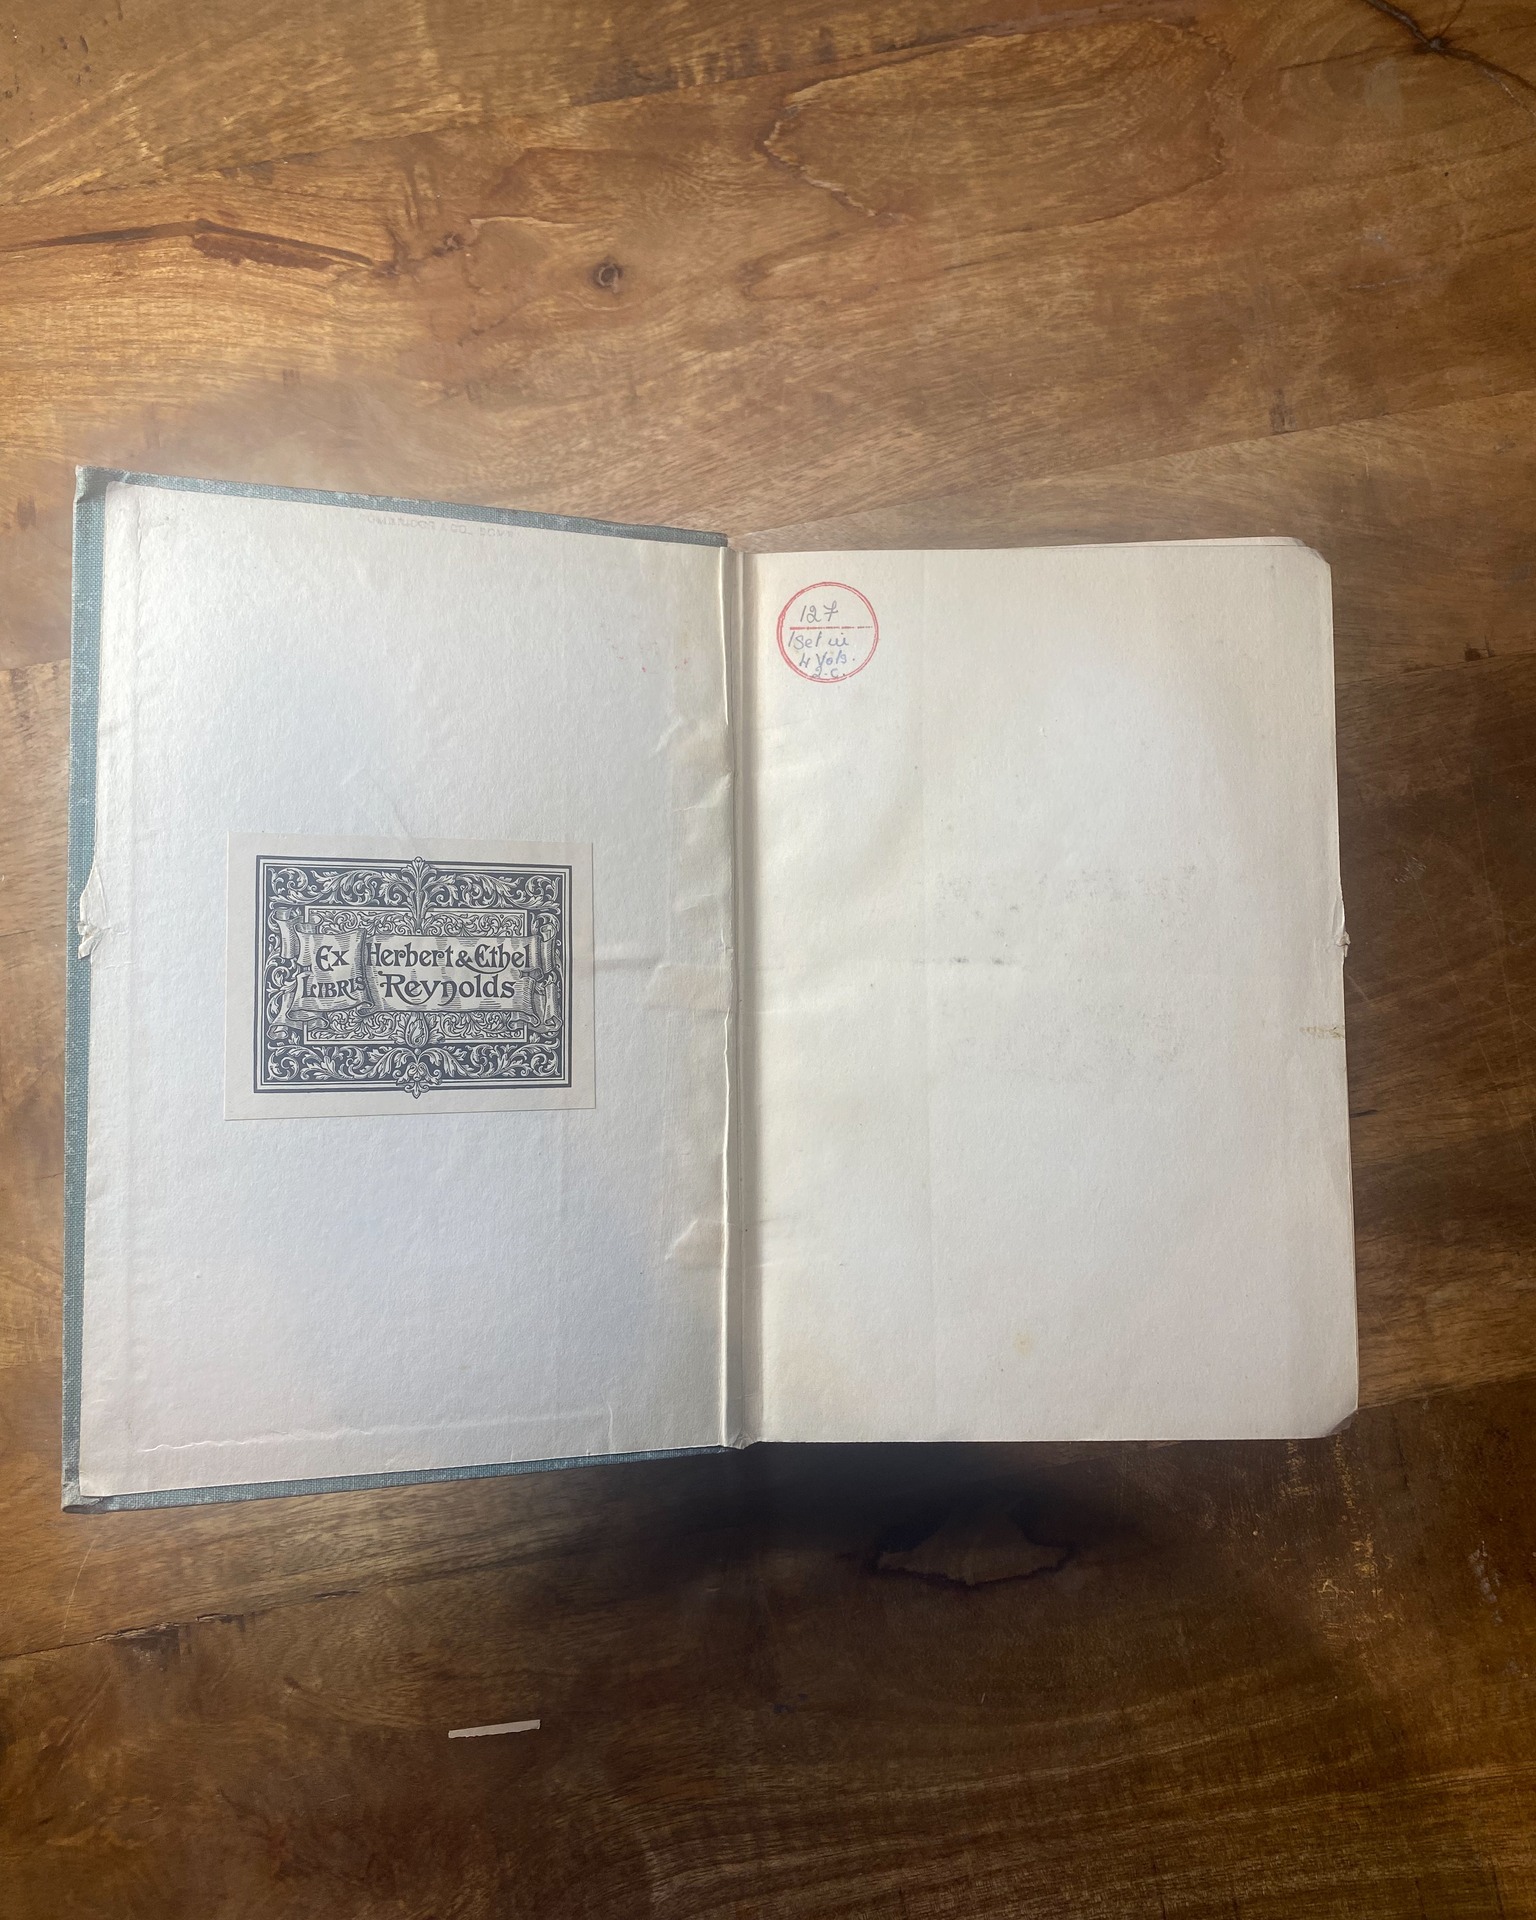 Ex Libris
Herbert & Ethel
Reynolds
127
1 Set in
4 Vols.